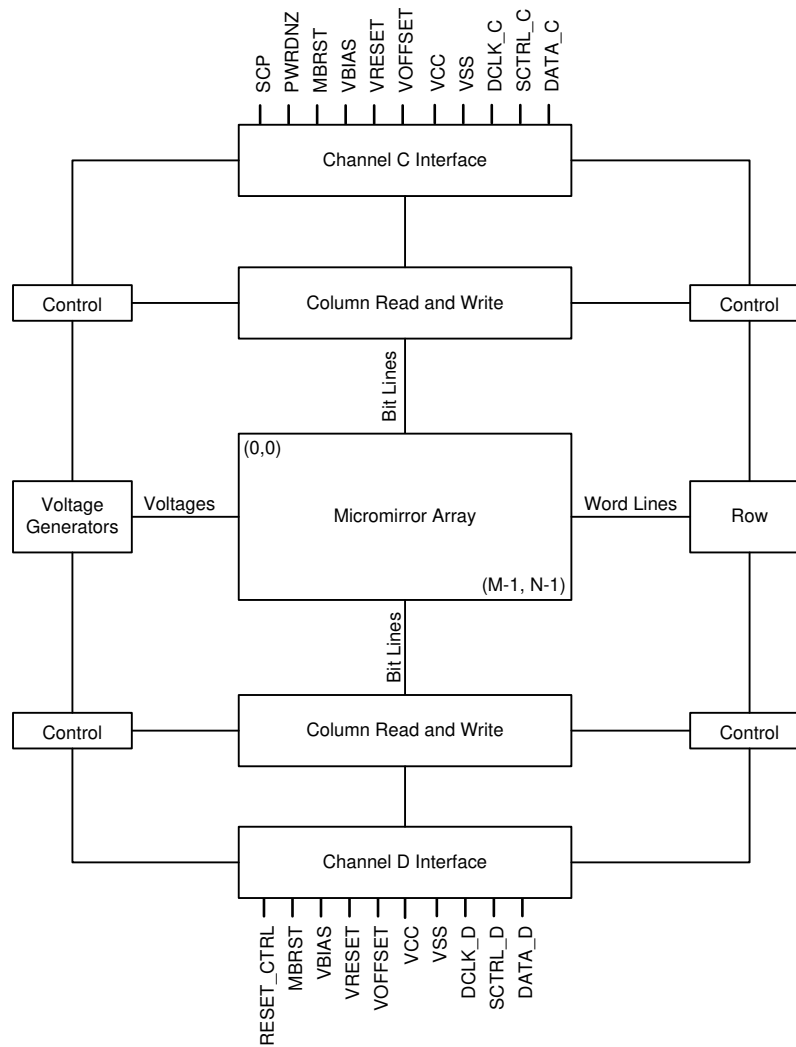 SCP
PWRDNZ
MBRST
VBIAS
VRESET
VOFFSET
VCC
VSS
DCLK_C
SCTRL_C
DATA_C
Channel C Interface
Control
Column Read and Write
Control
Bit Lines
(0,0)
Voltage
Generators
Voltages
Micromirror Array
Word Lines
Row
(M-1, N-1)
Bit Lines
Control
Column Read and Write
Control
Channel D Interface
RESET_CTRL
MBRST
VBIAS
VRESET
VOFFSET
VCC
VSS
DCLK_D
SCTRL_D
DATA_D